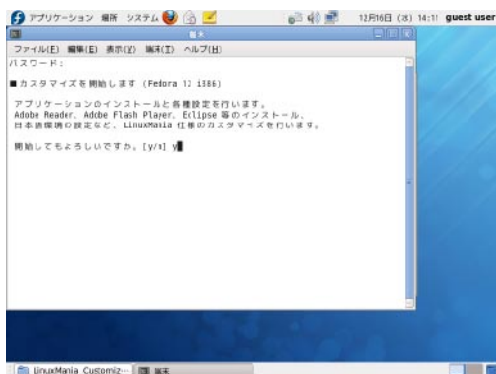 アプリケーション 場所 システム 12月16日 (水) 14:11 guest user
端末
ファイル(F) 編集(E) 表示(V) 端末(T) ヘルプ(H)
パスワード:
■カスタマイズを開始します (Fedora 12 i386)
アプリケーションのインストールと各種設定を行います。
Adobe Reader、Adobe Flash Player、Eclipse 等のインストール、
日本語環境の設定など、LinuxMania 仕様のカスタマイズを行います。
開始してもよろしいですか。[y/n] y
LinuxMania Customiz… 端末